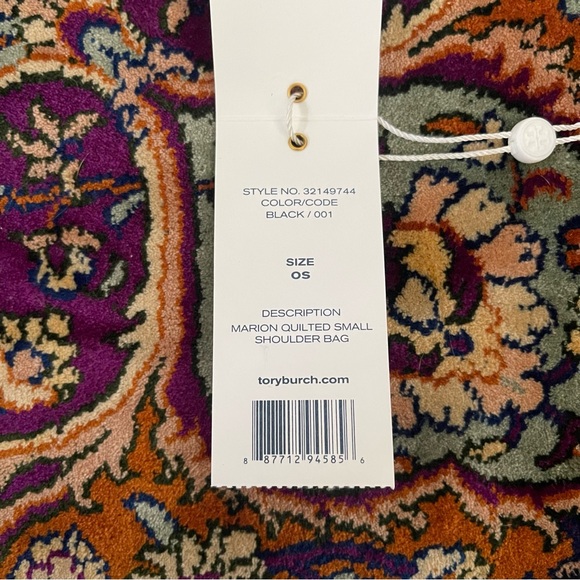 STYLE NO. 32149744
COLOR/CODE
BLACK / 001
SIZE
OS
DESCRIPTION
MARION QUILTED SMALL
SHOULDER BAG
toryburch.com
8 87712 94585 6